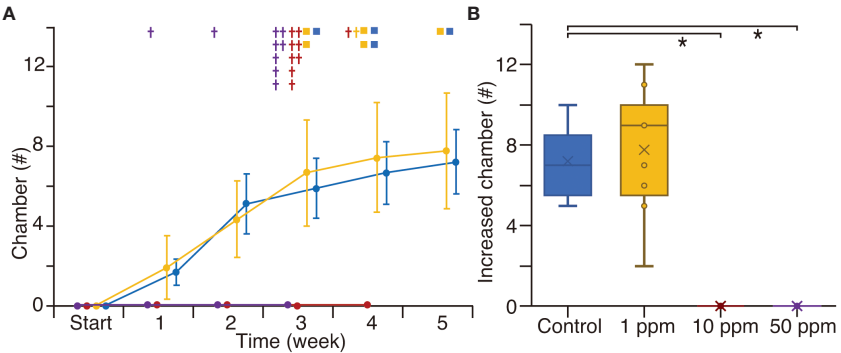 A
Chamber (#)
12
8
4
0
Start
1
2
3
4
5
Time (week)
B
Increased chamber (#)
12
8
4
0
*
*
Control
1 ppm
10 ppm
50 ppm